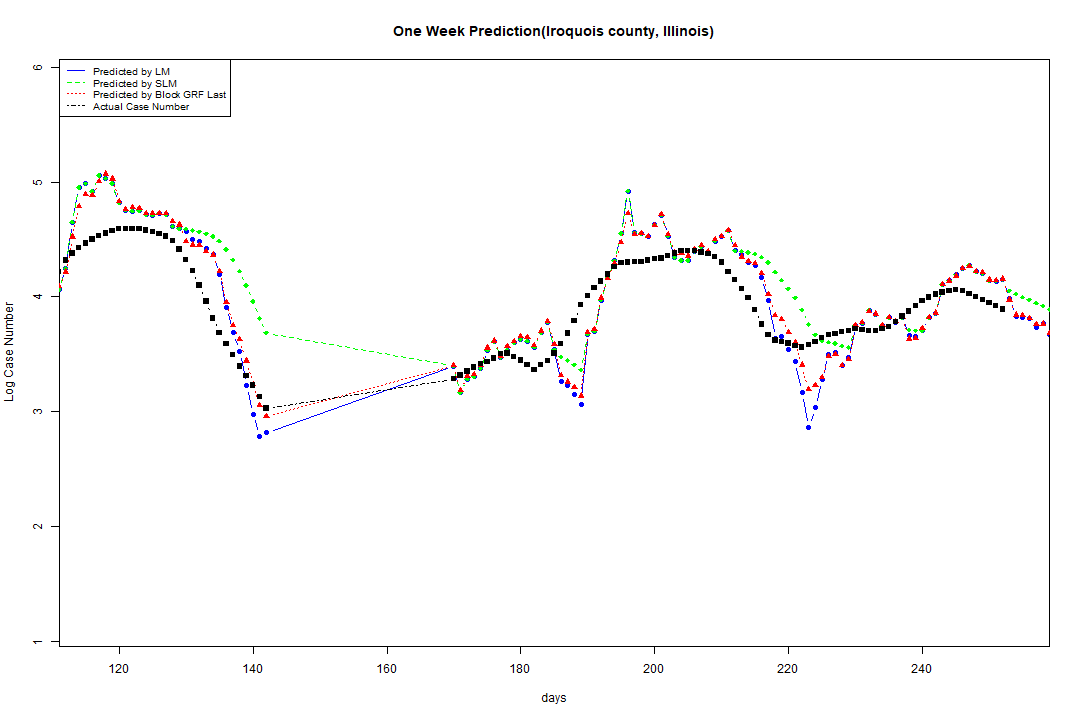 One Week Prediction(Iroquois county, Illinois)
Predicted by LM
Predicted by SLM
Predicted by Block GRF Last
Actual Case Number
6
5
4
3
2
1
Log Case Number
120 140 160 180 200 220 240
days